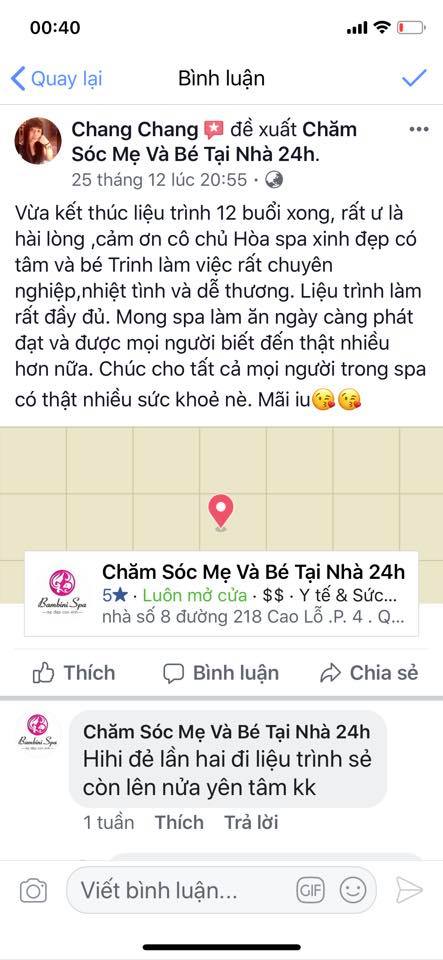 00:40
Quay lại
Bình luận
Chang Chang đề xuất Chăm
Sóc Mẹ Và Bé Tại Nhà 24h.
25 tháng 12 lúc 20:55 ·
Vừa kết thúc liệu trình 12 buổi xong, rất ư là
hài lòng ,cảm ơn cô chủ Hòa spa xinh đẹp có
tâm và bé Trinh làm việc rất chuyên
nghiệp,nhiệt tình và dễ thương. Liệu trình làm
rất đầy đủ. Mong spa làm ăn ngày càng phát
đạt và được mọi người biết đến thật nhiều
hơn nữa. Chúc cho tất cả mọi người trong spa
có thật nhiều sức khoẻ nè. Mãi iu😘😘
Chăm Sóc Mẹ Và Bé Tại Nhà 24h
5★ · Luôn mở cửa · $$ · Y tế & Sức...
nhà số 8 đường 218 Cao Lỗ .P. 4 . Q...
Bambini Spa
Thích
Bình luận
Chia sẻ
Bambini Spa
Chăm Sóc Mẹ Và Bé Tại Nhà 24h
Hihi đẻ lần hai đi liệu trình sẻ
còn lên nửa yên tâm kk
1 tuần Thích Trả lời
Viết bình luận...
GIF